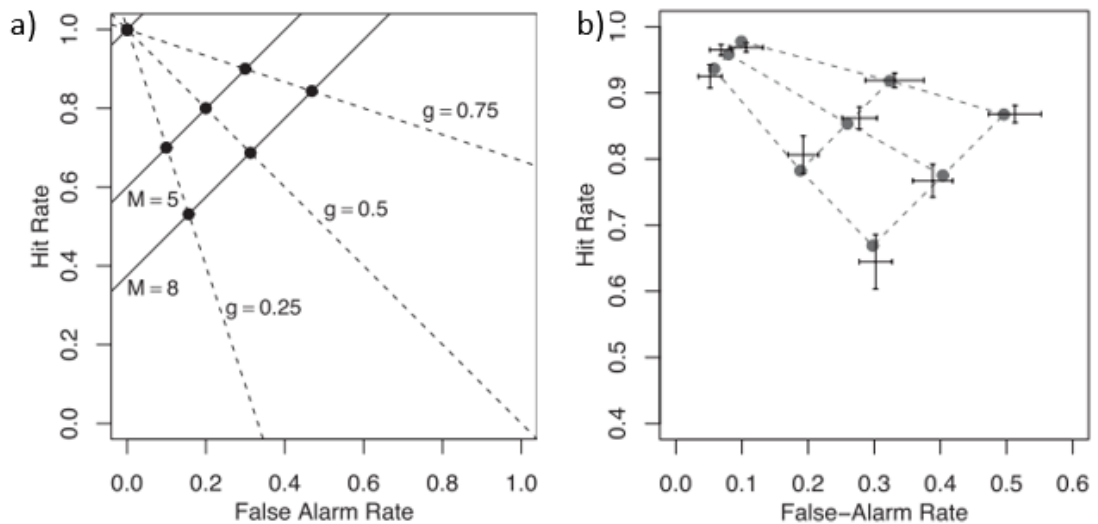 a)
1.0
0.8
0.6
0.4
0.2
0.0
Hit Rate
g = 0.75
g = 0.5
g = 0.25
M = 5
M = 8
0.0 0.2 0.4 0.6 0.8 1.0
False Alarm Rate
b)
1.0
0.9
0.8
0.7
0.6
0.5
0.4
Hit Rate
0.0 0.1 0.2 0.3 0.4 0.5 0.6
False-Alarm Rate